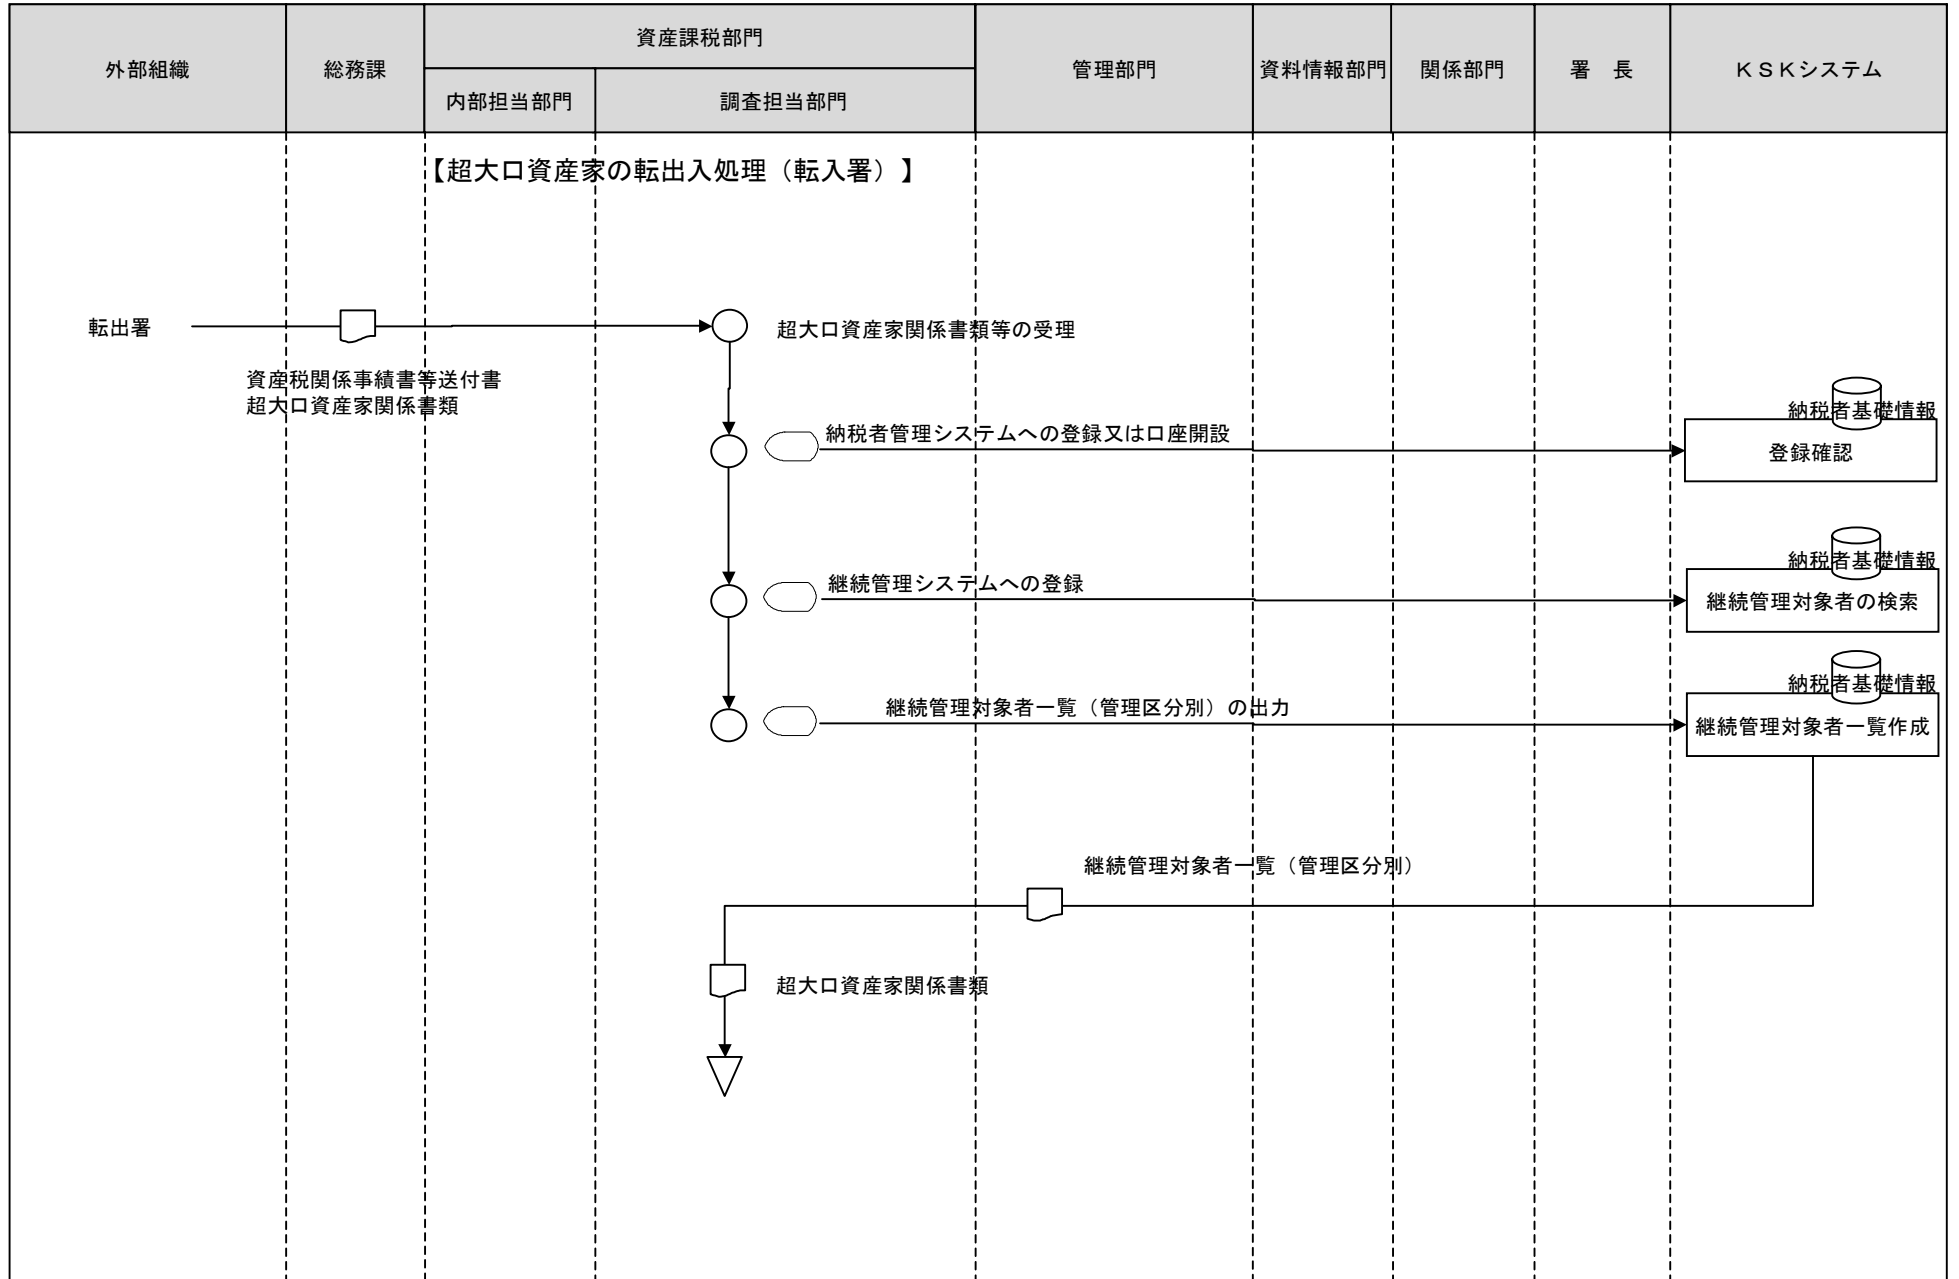 外部組織
総務課
資産課税部門
内部担当部門
調査担当部門
管理部門
資料情報部門
関係部門
署　長
ＫＳＫシステム
【超大口資産家の転出入処理（転入署）】
転出署
超大口資産家関係書類等の受理
資産税関係事績書等送付書
超大口資産家関係書類
納税者基礎情報
納税者管理システムへの登録又は口座開設
登録確認
納税者基礎情報
継続管理システムへの登録
継続管理対象者の検索
納税者基礎情報
継続管理対象者一覧（管理区分別）の出力
継続管理対象者一覧作成
継続管理対象者一覧（管理区分別）
超大口資産家関係書類